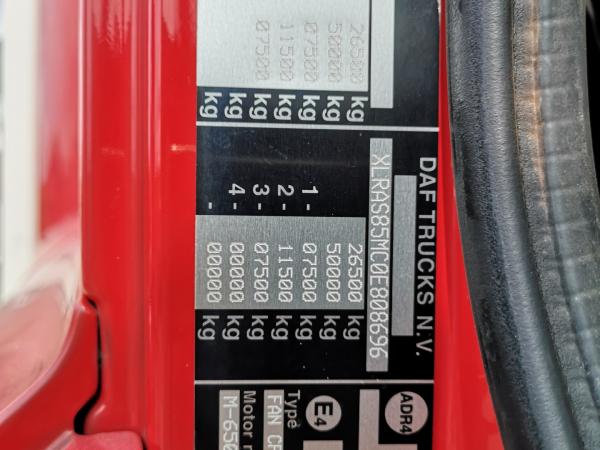 26500 kg
50000 kg
07500 kg
11500 kg
07500 kg
kg
kg
DAF TRUCKS N.V.
XLRAS85MC0E808696
26500 kg
50000 kg
1- 07500 kg
2- 11500 kg
3- 07500 kg
4- 00000 kg
- 00000 kg
ADR4
E4
Type
FAN
Motor
M-650